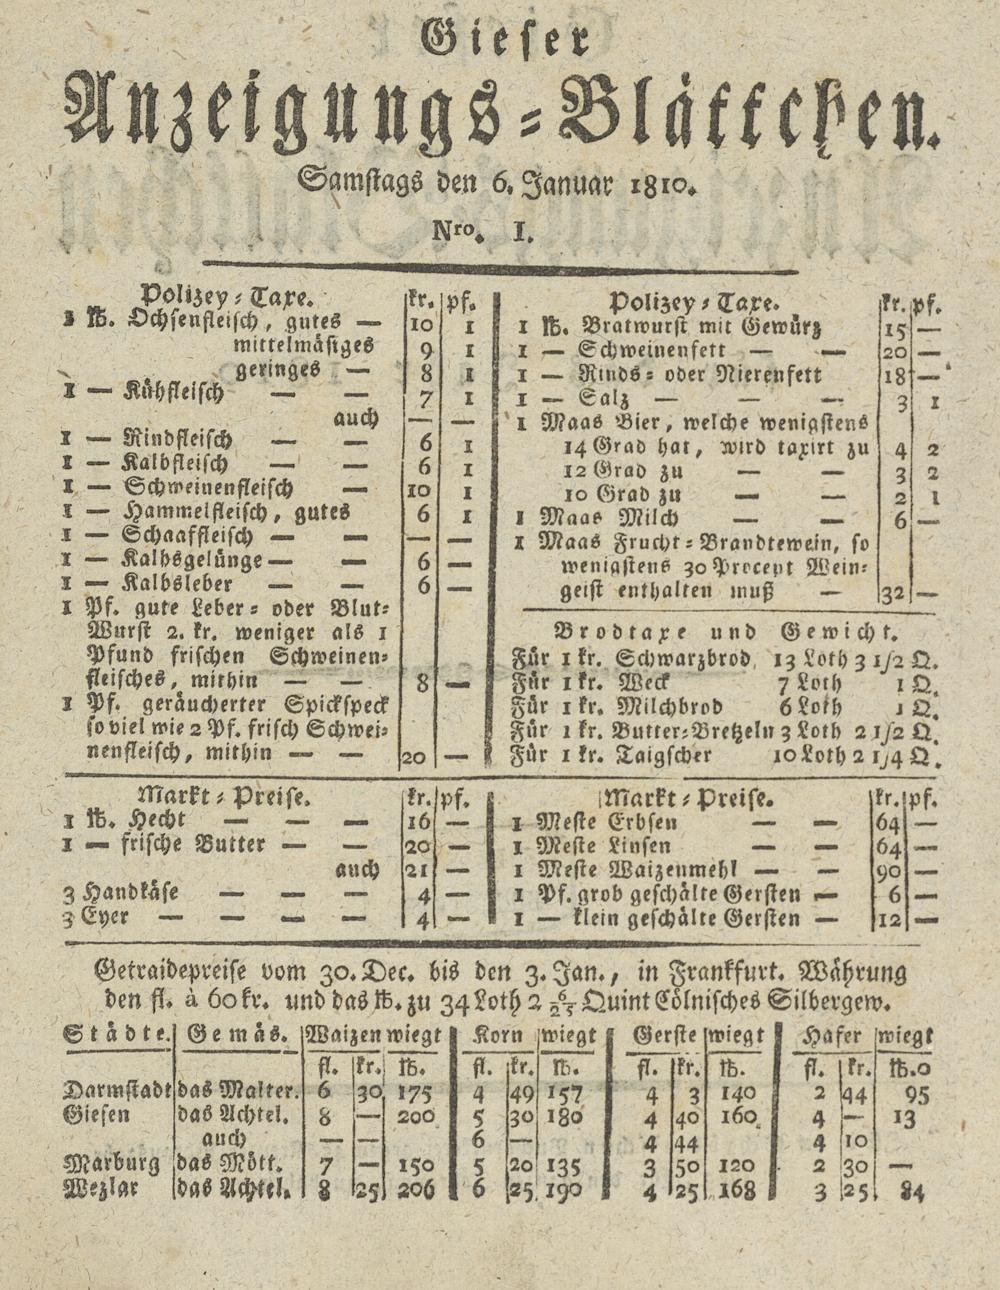 Gieser
Anzeigungs-Blättchen.
Samstags den 6. Januar 1810.
Nro. I.
Polizey-Taxe. kr. pf.
1 ℔. Ochsenfleisch, gutes — 10 1
mittelmäsiges 9 1
geringes — 8 1
1 — Kühfleisch — — 7 1
auch — —
1 — Rindfleisch — — 6 1
1 — Kalbfleisch — — 6 1
1 — Schweinenfleisch — 10 1
1 — Hammelfleisch, gutes 6 1
1 — Schaaffleisch — — — —
1 — Kalbsgelünge — — 6 —
1 — Kalbsleber — — 6 —
1 Pf. gute Leber- oder Blut-
Wurst 2. kr. weniger als 1
Pfund frischen Schweinen-
fleisches, mithin — — 8 —
1 Pf. geräucherter Spickspeck
so viel wie 2 Pf. frisch Schwei-
nenfleisch, mithin — — 20 —
Polizey-Taxe. kr. pf.
1 ℔. Bratwurst mit Gewürz 15 —
1 — Schweinenfett — — 20 —
1 — Rinds- oder Nierenfett 18 —
1 — Salz — — — 3 1
1 Maas Bier, welche wenigstens
14 Grad hat, wird taxirt zu 4 2
12 Grad zu — — 3 2
10 Grad zu — — 2 1
1 Maas Milch — — 6 —
1 Maas Frucht-Brandtewein, so
wenigstens 30 Procent Wein-
geist enthalten muß — 32 —
Brodtaxe und Gewicht.
Für 1 kr. Schwarzbrod 13 Loth 3 1/2 Q.
Für 1 kr. Weck 7 Loth 1 Q.
Für 1 kr. Milchbrod 6 Loth 1 Q.
Für 1 kr. Butter-Bretzeln 3 Loth 2 1/2 Q.
Für 1 kr. Taigscher 10 Loth 2 1/4 Q.
Markt-Preise. kr. pf.
1 ℔. Hecht — — — 16 —
1 — frische Butter — — 20 —
auch 21 —
3 Handkäse — — — 4 —
3 Eyer — — — — 4 —
Markt-Preise. kr. pf.
1 Meste Erbsen — — 64 —
1 Meste Linsen — — 64 —
1 Meste Waizenmehl — — 90 —
1 Pf. grob geschälte Gersten — 6 —
1 — klein geschälte Gersten — 12 —
Getraidepreise vom 30. Dec. bis den 3. Jan., in Frankfurt. Währung
den fl. à 60 kr. und das ℔. zu 34 Loth 2 6/25 Quint Cölnisches Silbergew.
Städte. Gemäs. Waizen wiegt Korn wiegt Gerste wiegt Hafer wiegt
fl. kr. ℔. fl. kr. ℔. fl. kr. ℔. fl. kr. ℔.o
Darmstadt das Malter. 6 30 175 4 49 157 4 3 140 2 44 95
Giesen das Achtel. 8 — 200 5 30 180 4 40 160 4 — 13
auch — — 6 — 4 44 4 10
Marburg das Mött. 7 — 150 5 20 135 3 50 120 2 30 —
Wezlar das Achtel. 8 25 206 6 25 190 4 25 168 3 25 84